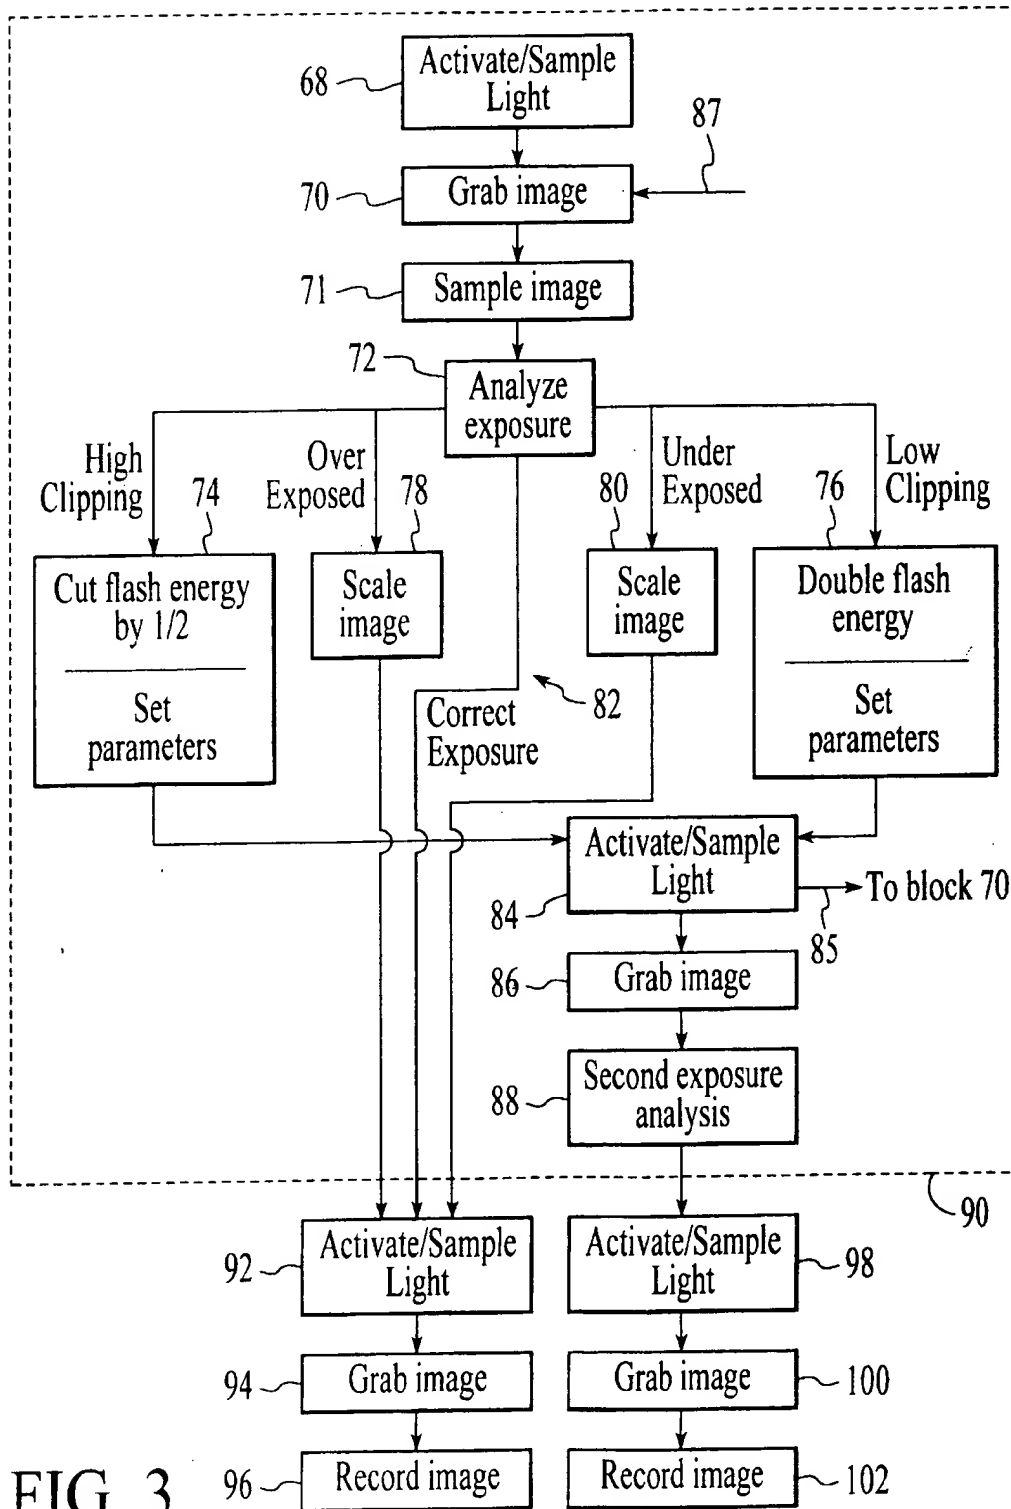 Activate/Sample
Light
68
87
Grab image
70
Sample image
71
72
Analyze
exposure
High
Clipping
Over
Exposed
Under
Exposed
Low
Clipping
74
78
80
76
Cut flash energy
by 1/2
Set
parameters
Scale
image
Scale
image
Double flash
energy
Set
parameters
82
Correct
Exposure
Activate/Sample
Light
84
To block 70
85
Grab image
86
Second exposure
analysis
88
90
Activate/Sample
Light
92
Activate/Sample
Light
98
94
Grab image
Grab image
100
96
Record image
Record image
102
FIG. 3